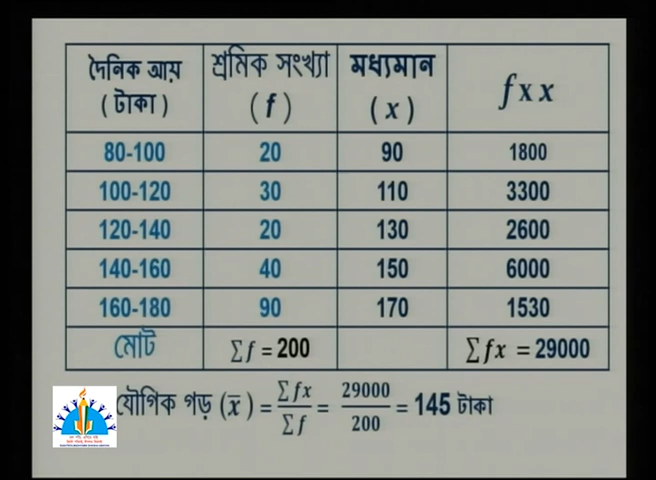 দৈনিক আয় শ্রমিক সংখ্যা মধ্যমান f x x
( টাকা ) ( f ) ( x )
80-100 20 90 1800
100-120 30 110 3300
120-140 20 130 2600
140-160 40 150 6000
160-180 90 170 1530
মোট ∑f = 200 ∑fx = 29000
যৌগিক গড় (x̄) = ∑fx / ∑f = 29000 / 200 = 145 টাকা